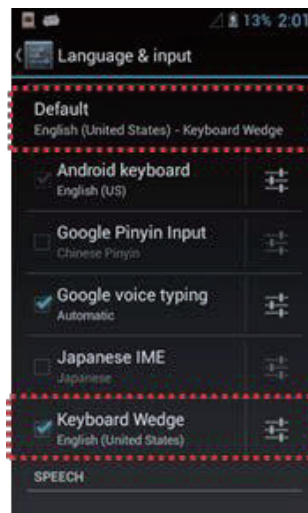 13% 2:01
Language & input
Default
English (United States) - Keyboard Wedge
Android keyboard
English (US)
Google Pinyin Input
Chinese Pinyin
Google voice typing
Automatic
Japanese IME
Japanese
Keyboard Wedge
English (United States)
SPEECH